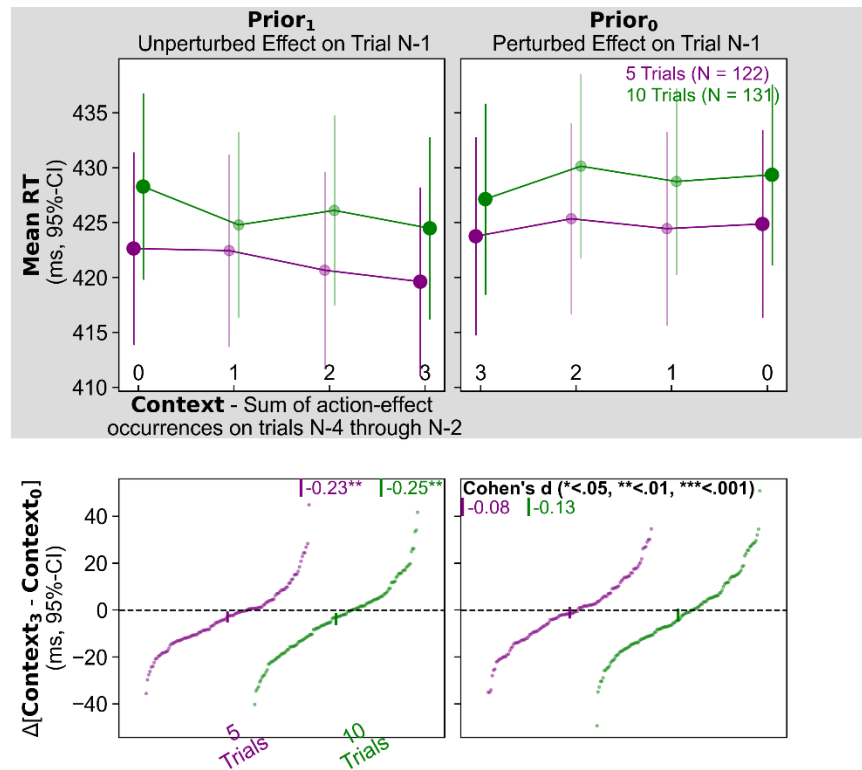 Prior1
Unperturbed Effect on Trial N-1
Prior0
Perturbed Effect on Trial N-1
5 Trials (N = 122)
10 Trials (N = 131)
Mean RT
(ms, 95%-CI)
435
430
425
420
415
410
0 1 2 3
3 2 1 0
Context - Sum of action-effect
occurrences on trials N-4 through N-2
-0.23** -0.25**
Cohen's d (*<.05, **<.01, ***<.001)
-0.08 -0.13
Δ[Context3 - Context0]
(ms, 95%-CI)
40
20
0
−20
−40
5
Trials
10
Trials